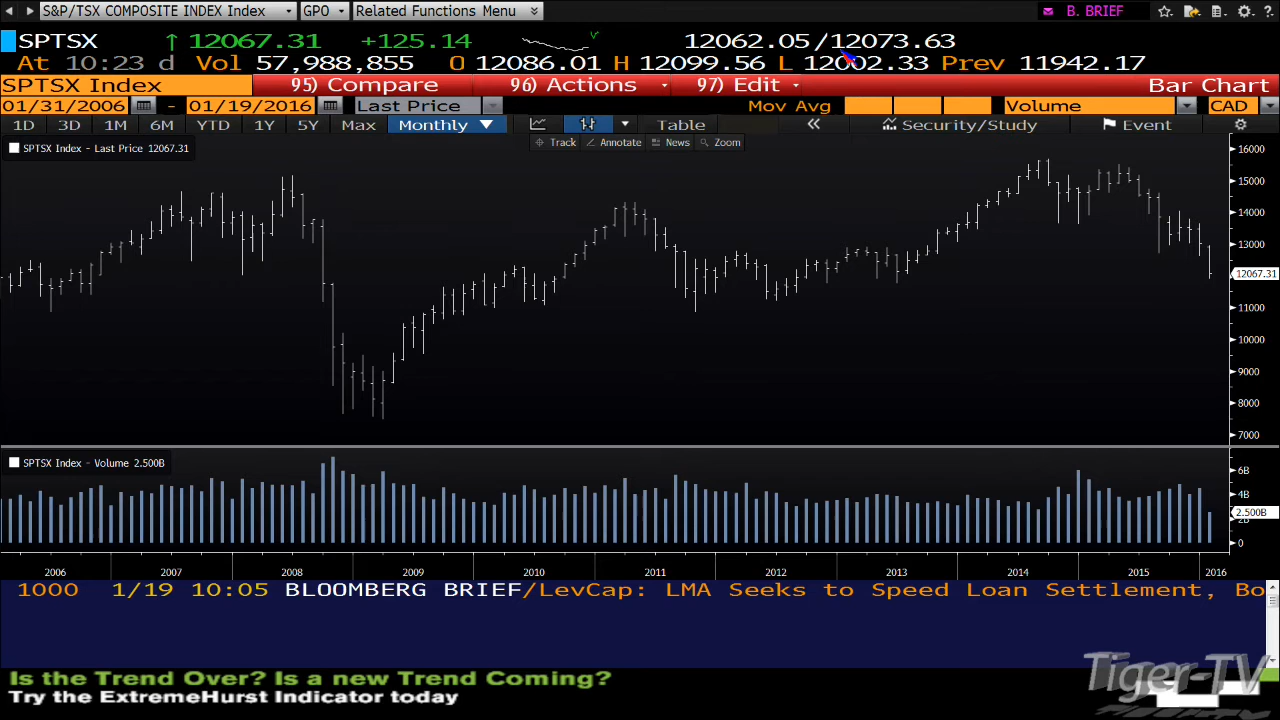 S&P/TSX COMPOSITE INDEX Index GPO Related Functions Menu B. BRIEF
SPTSX 12067.31 +125.14 12062.05/12073.63
At 10:23 d Vol 57,988,855 O 12086.01 H 12099.56 L 12002.33 Prev 11942.17
SPTSX Index 95) Compare 96) Actions 97) Edit Bar Chart
01/31/2006 - 01/19/2016 Last Price Mov Avg Volume CAD
1D 3D 1M 6M YTD 1Y 5Y Max Monthly Table Security/Study Event
Track Annotate News Zoom
SPTSX Index - Last Price 12067.31
16000
15000
14000
13000
12067.31
11000
10000
9000
8000
7000
SPTSX Index - Volume 2.500B
6B
4B
2.500B
2B
0
2006 2007 2008 2009 2010 2011 2012 2013 2014 2015 2016
1000 1/19 10:05 BLOOMBERG BRIEF/LevCap: LMA Seeks to Speed Loan Settlement, Bo
Is the Trend Over? Is a new Trend Coming?
Try the ExtremeHurst Indicator today
Tiger-TV